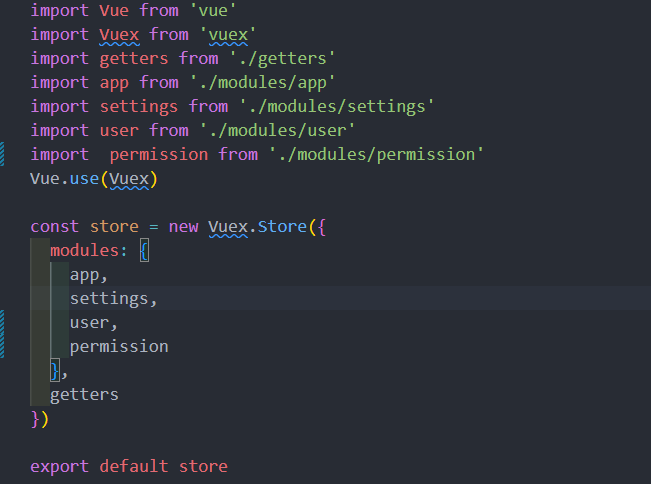 import Vue from 'vue'
import Vuex from 'vuex'
import getters from './getters'
import app from './modules/app'
import settings from './modules/settings'
import user from './modules/user'
import  permission from './modules/permission'
Vue.use(Vuex)

const store = new Vuex.Store({
  modules: {
    app,
    settings,
    user,
    permission
  },
  getters
})

export default store